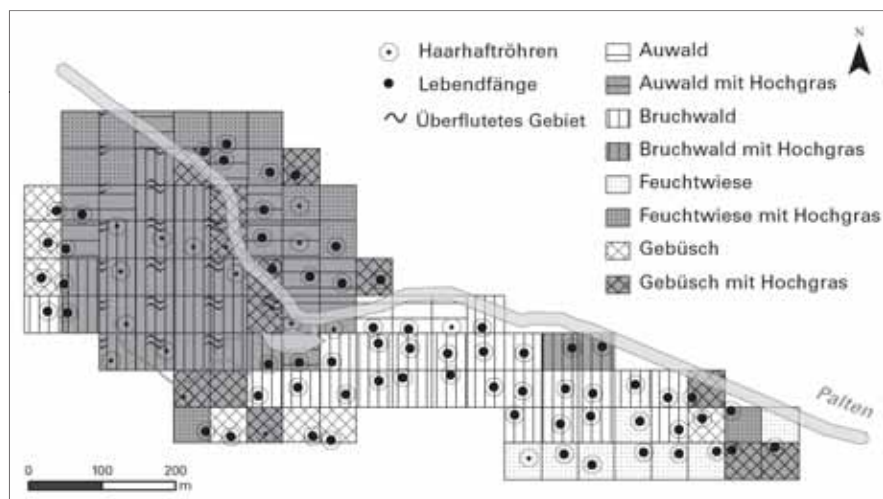 N
Haarhaftröhren
Lebendfänge
Überflutetes Gebiet
Auwald
Auwald mit Hochgras
Bruchwald
Bruchwald mit Hochgras
Feuchtwiese
Feuchtwiese mit Hochgras
Gebüsch
Gebüsch mit Hochgras
Palten
0 100 200
m